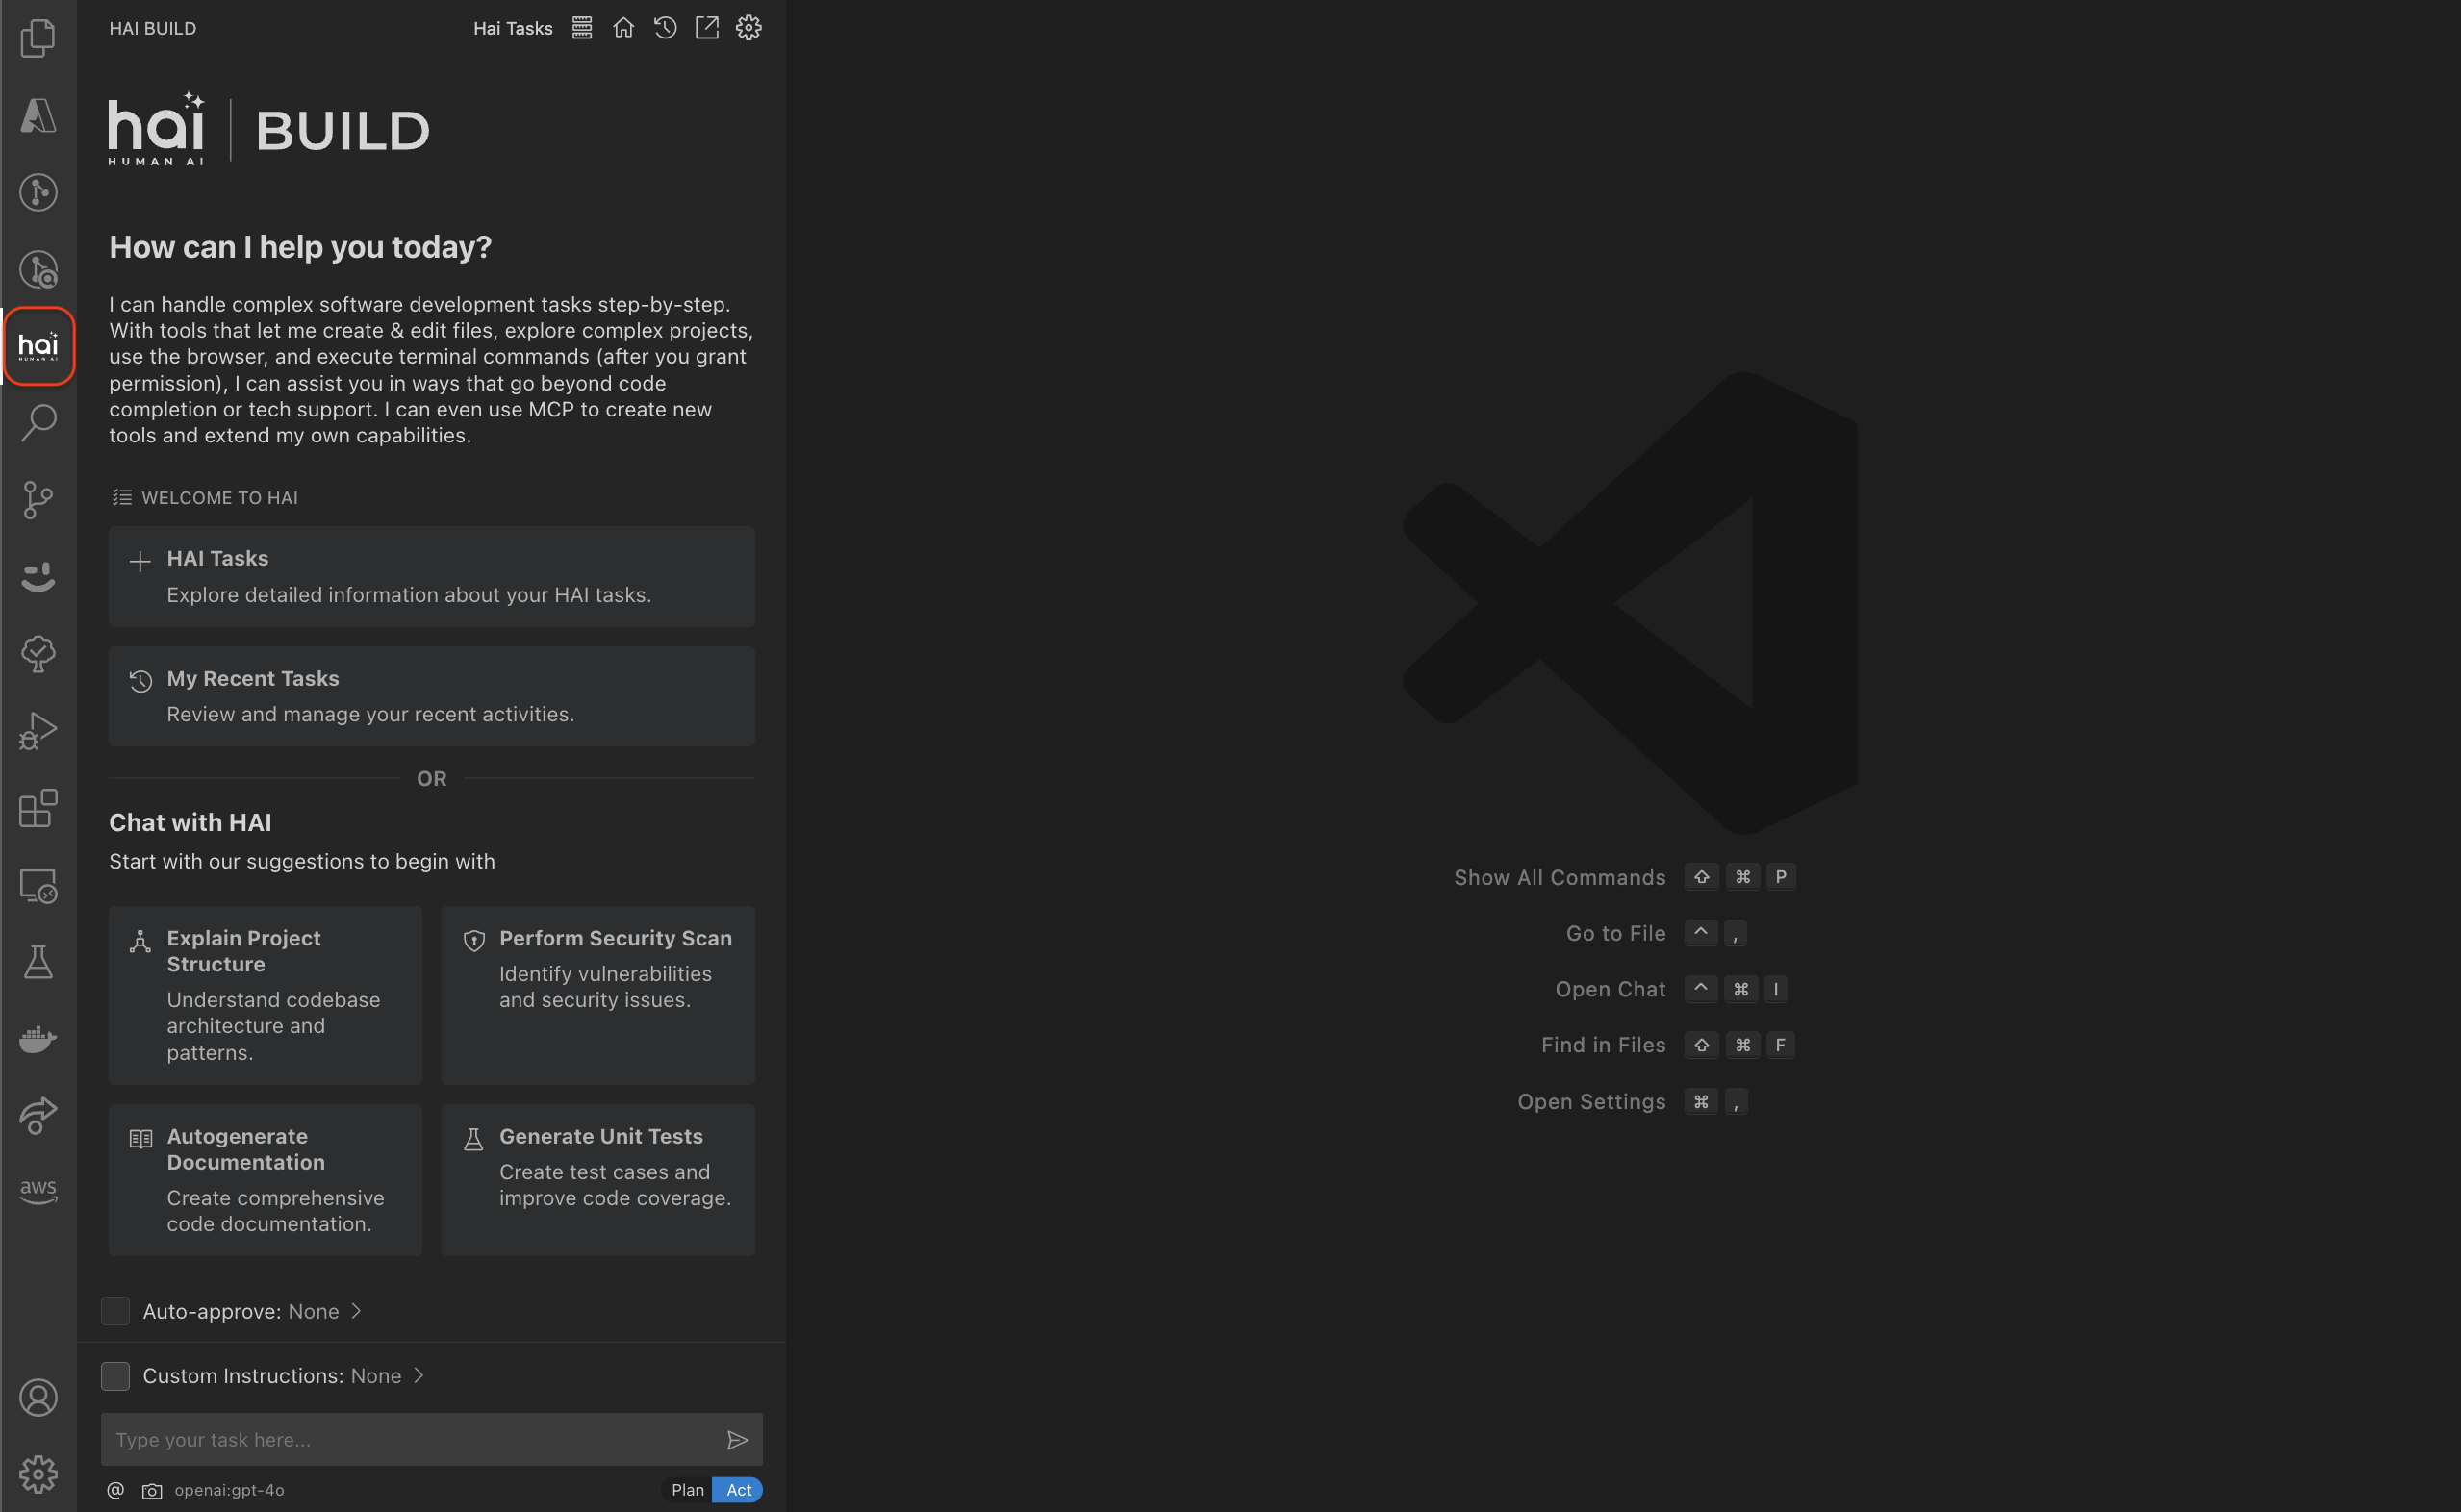 HAI BUILD
Hai Tasks
hai
HUMAN AI
BUILD
How can I help you today?
I can handle complex software development tasks step-by-step.
With tools that let me create & edit files, explore complex projects,
use the browser, and execute terminal commands (after you grant
permission), I can assist you in ways that go beyond code
completion or tech support. I can even use MCP to create new
tools and extend my own capabilities.
hai
HUMAN AI
WELCOME TO HAI
HAI Tasks
Explore detailed information about your HAI tasks.
My Recent Tasks
Review and manage your recent activities.
OR
Chat with HAI
Start with our suggestions to begin with
Explain Project
Structure
Understand codebase
architecture and
patterns.
Perform Security Scan
Identify vulnerabilities
and security issues.
Autogenerate
Documentation
Create comprehensive
code documentation.
Generate Unit Tests
Create test cases and
improve code coverage.
aws
Auto-approve: None
Custom Instructions: None
Type your task here...
@ openai:gpt-4o
Plan Act
Show All Commands ⇧ ⌘ P
Go to File ^ ,
Open Chat ^ ⌘ I
Find in Files ⇧ ⌘ F
Open Settings ⌘ ,